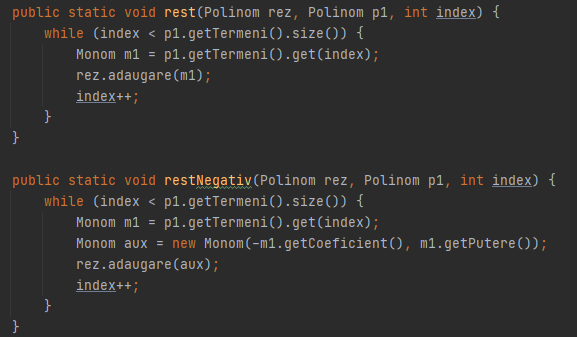 public static void rest(Polinom rez, Polinom p1, int index) {
    while (index < p1.getTermeni().size()) {
        Monom m1 = p1.getTermeni().get(index);
        rez.adaugare(m1);
        index++;
    }
}
public static void restNegativ(Polinom rez, Polinom p1, int index) {
    while (index < p1.getTermeni().size()) {
        Monom m1 = p1.getTermeni().get(index);
        Monom aux = new Monom(-m1.getCoeficient(), m1.getPutere());
        rez.adaugare(aux);
        index++;
    }
}